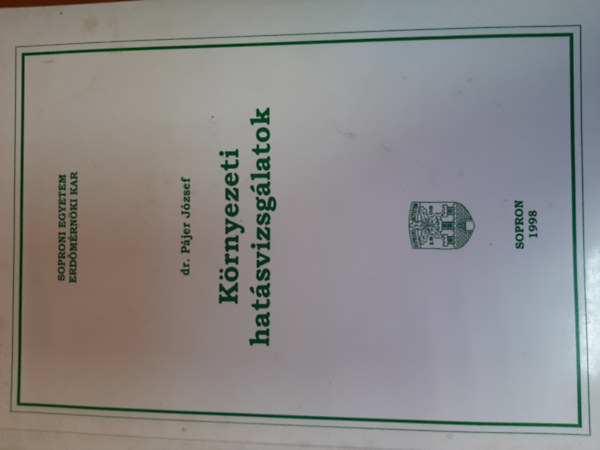 SOPRONI EGYETEM
ERDŐMÉRNÖKI KAR
dr. Pájer József
Környezeti
hatásvizsgálatok
SOPRON
1998